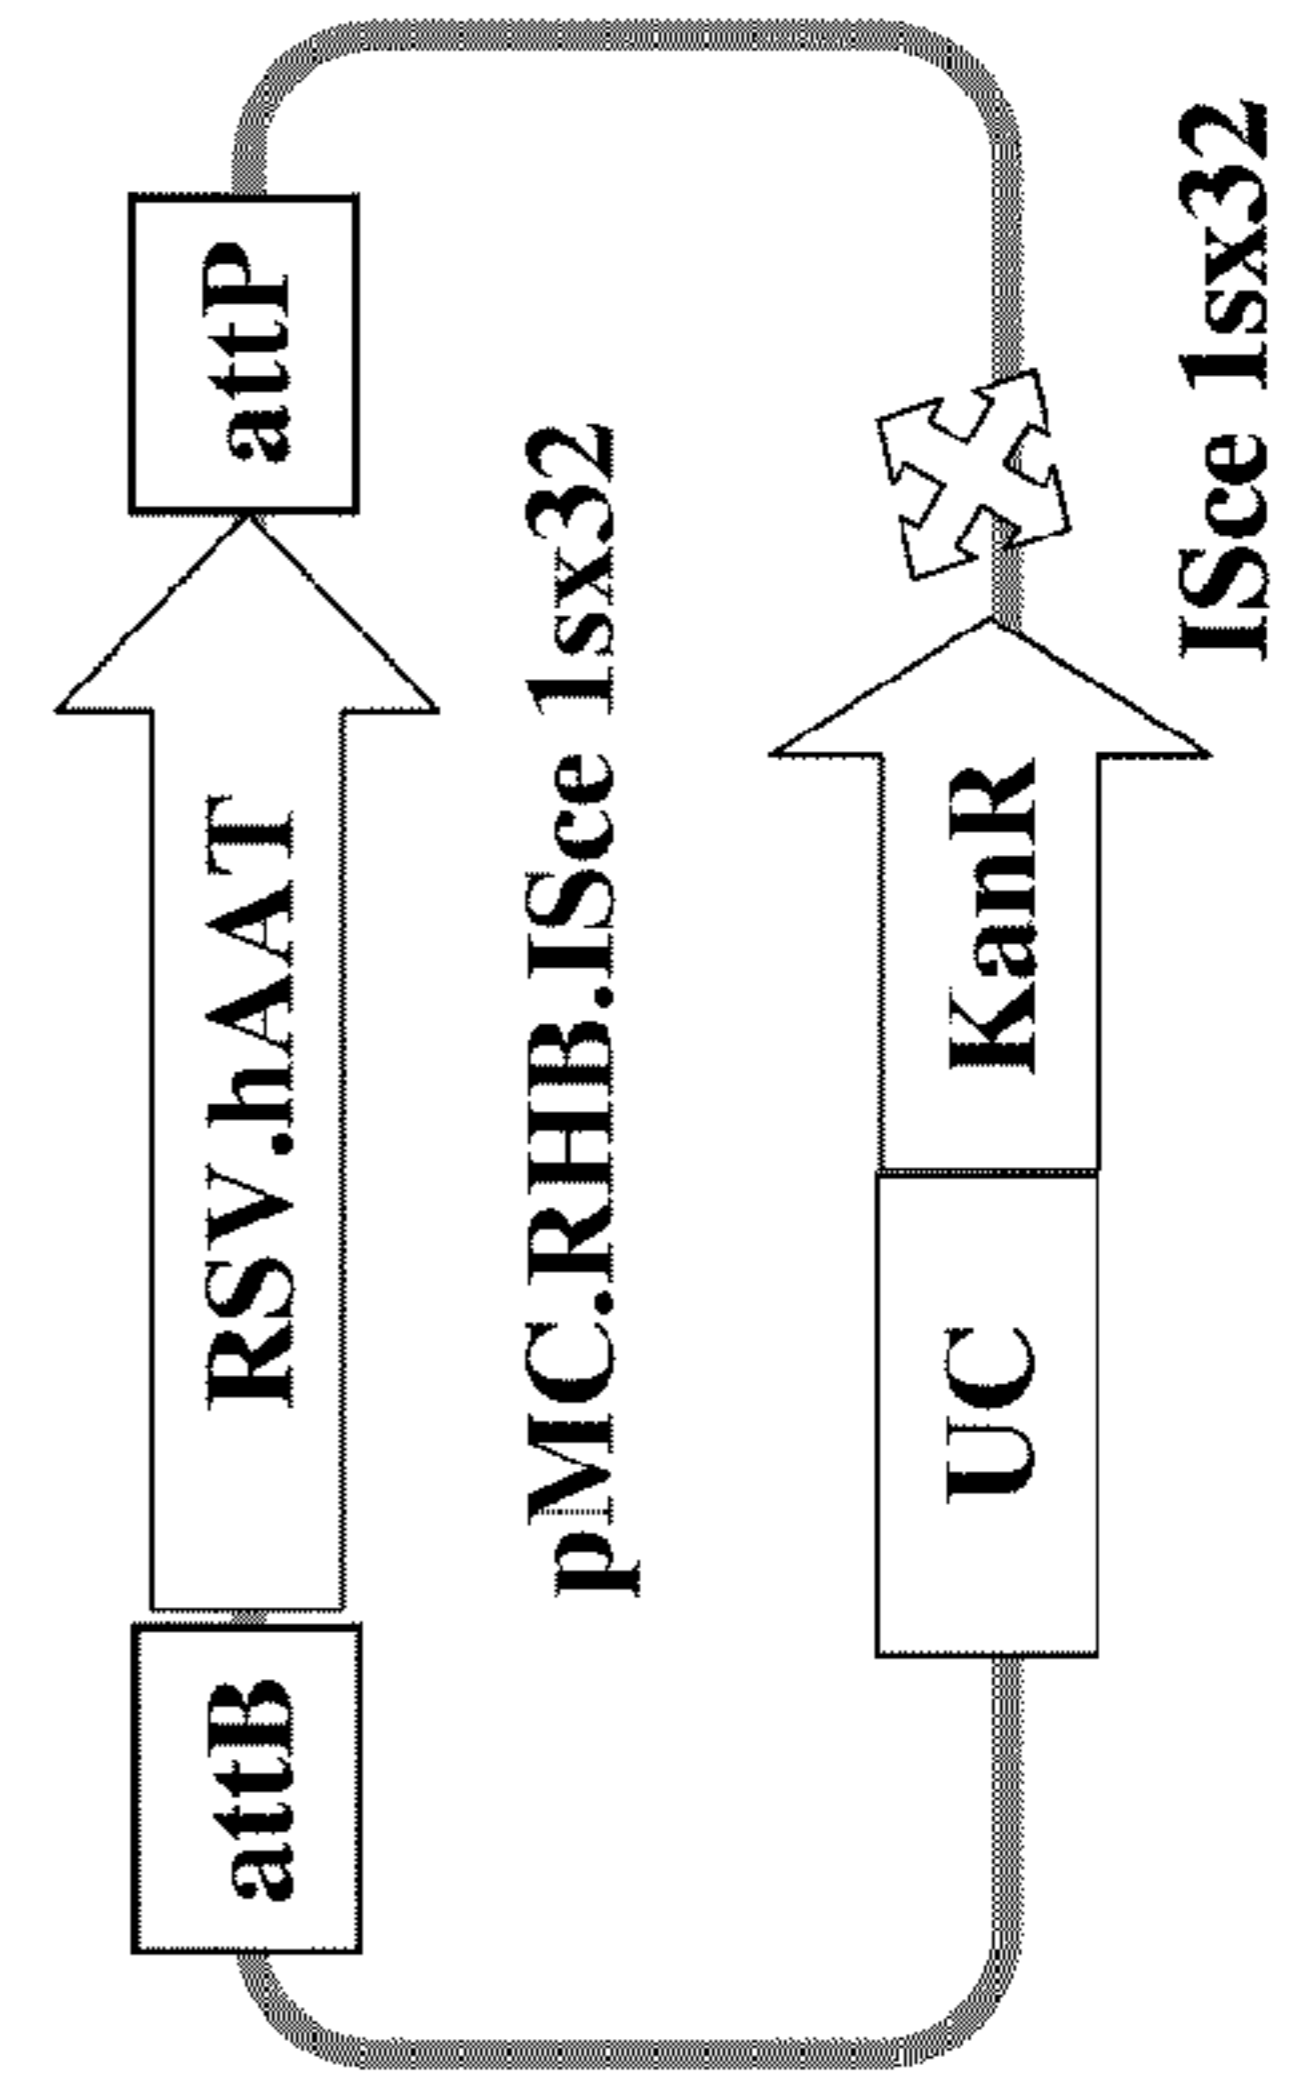 attB
RSV.hAAT
attP
pMC.RHB.ISce 1sx32
UC
KanR
ISce 1sx32